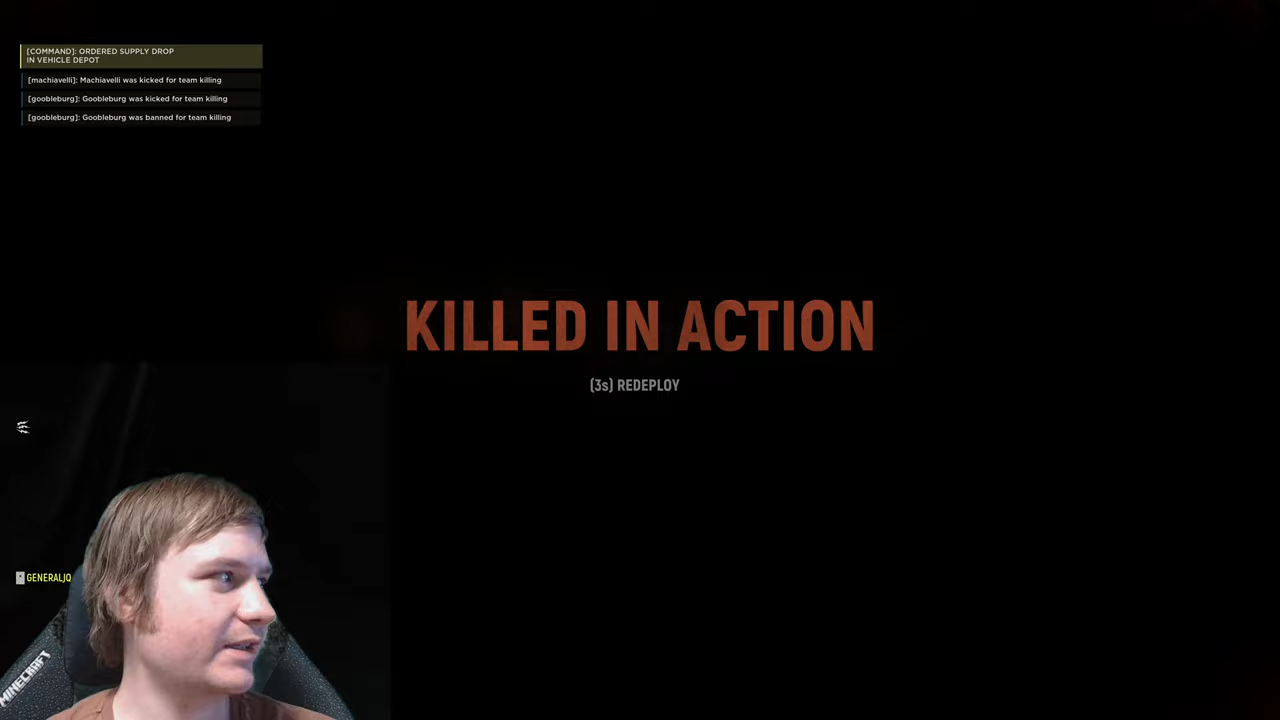 [COMMAND]: ORDERED SUPPLY DROP
IN VEHICLE DEPOT
[machiavelli]: Machiavelli was kicked for team killing
[goobleburg]: Goobleburg was kicked for team killing
[goobleburg]: Goobleburg was banned for team killing
KILLED IN ACTION
(3s) REDEPLOY
GENERALJQ
MINECRAFT